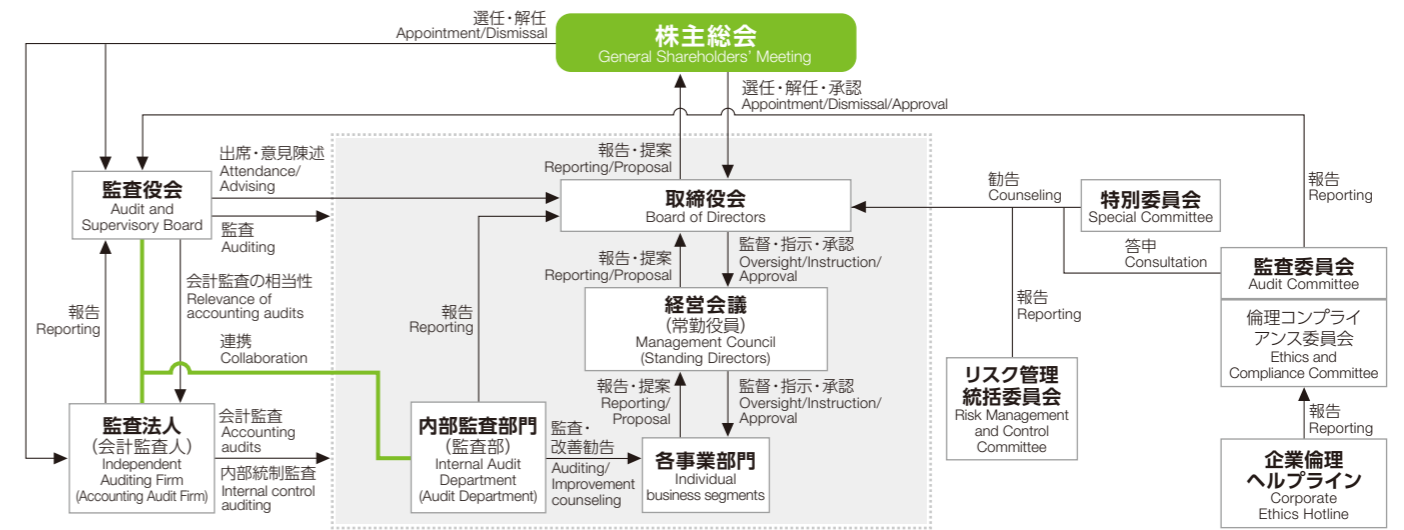 選任・解任
Appointment/Dismissal
株主総会
General Shareholders' Meeting
選任・解任・承認
Appointment/Dismissal/Approval
報告・提案
Reporting/Proposal
出席・意見陳述
Attendance/
Advising
監査役会
Audit and
Supervisory Board
監査
Auditing
取締役会
Board of Directors
勧告
Counseling
特別委員会
Special Committee
報告
Reporting
答申
Consultation
監査委員会
Audit Committee
倫理コンプライ
アンス委員会
Ethics and
Compliance Committee
報告・提案
Reporting/Proposal
監督・指示・承認
Oversight/Instruction/
Approval
会計監査の相当性
Relevance of
accounting audits
報告
Reporting
連携
Collaboration
報告
Reporting
経営会議
(常勤役員)
Management Council
(Standing Directors)
報告
Reporting
リスク管理
統括委員会
Risk Management
and Control
Committee
報告・提案
Reporting/
Proposal
監督・指示・承認
Oversight/Instruction/
Approval
監査法人
(会計監査人)
Independent
Auditing Firm
(Accounting Audit Firm)
会計監査
Accounting
audits
内部統制監査
Internal control
auditing
内部監査部門
(監査部)
Internal Audit
Department
(Audit Department)
監査・
改善勧告
Auditing/
Improvement
counseling
各事業部門
Individual
business segments
報告
Reporting
企業倫理
ヘルプライン
Corporate
Ethics Hotline